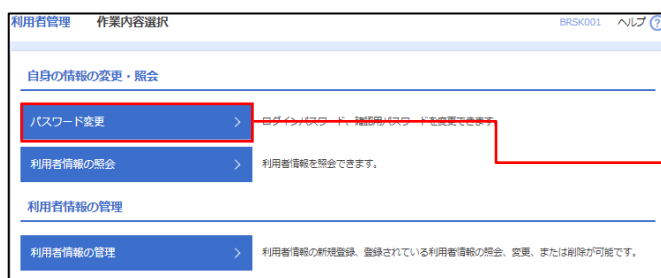 利用者管理 作業内容選択 BRSK001 ヘルプ ?
自身の情報の変更・照会
パスワード変更 ログインパスワード、確認用パスワードを変更できます。
利用者情報の照会 利用者情報を照会できます。
利用者情報の管理
利用者情報の管理 利用者情報の新規登録、登録されている利用者情報の照会、変更、または削除が可能です。